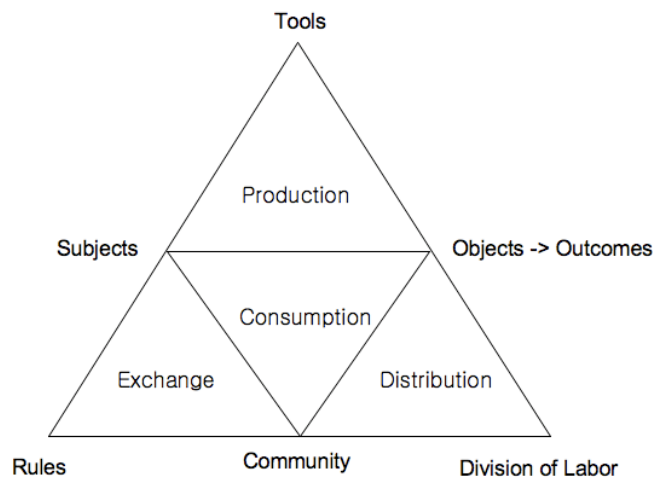 Tools
Production
Subjects
Objects -> Outcomes
Consumption
Exchange
Distribution
Rules
Community
Division of Labor